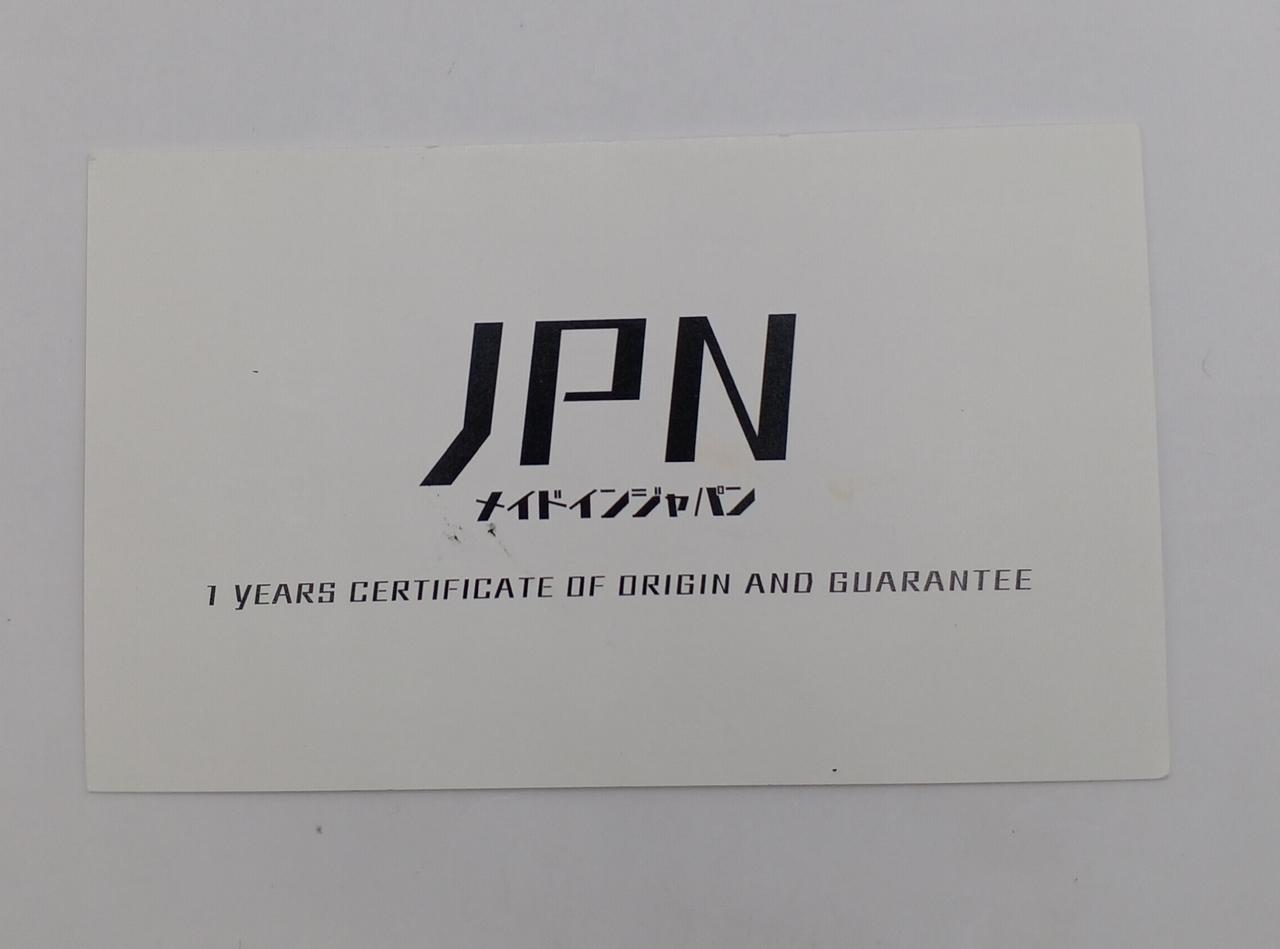 JPN
メイドインジャパン
1 YEARS CERTIFICATE OF ORIGIN AND GUARANTEE